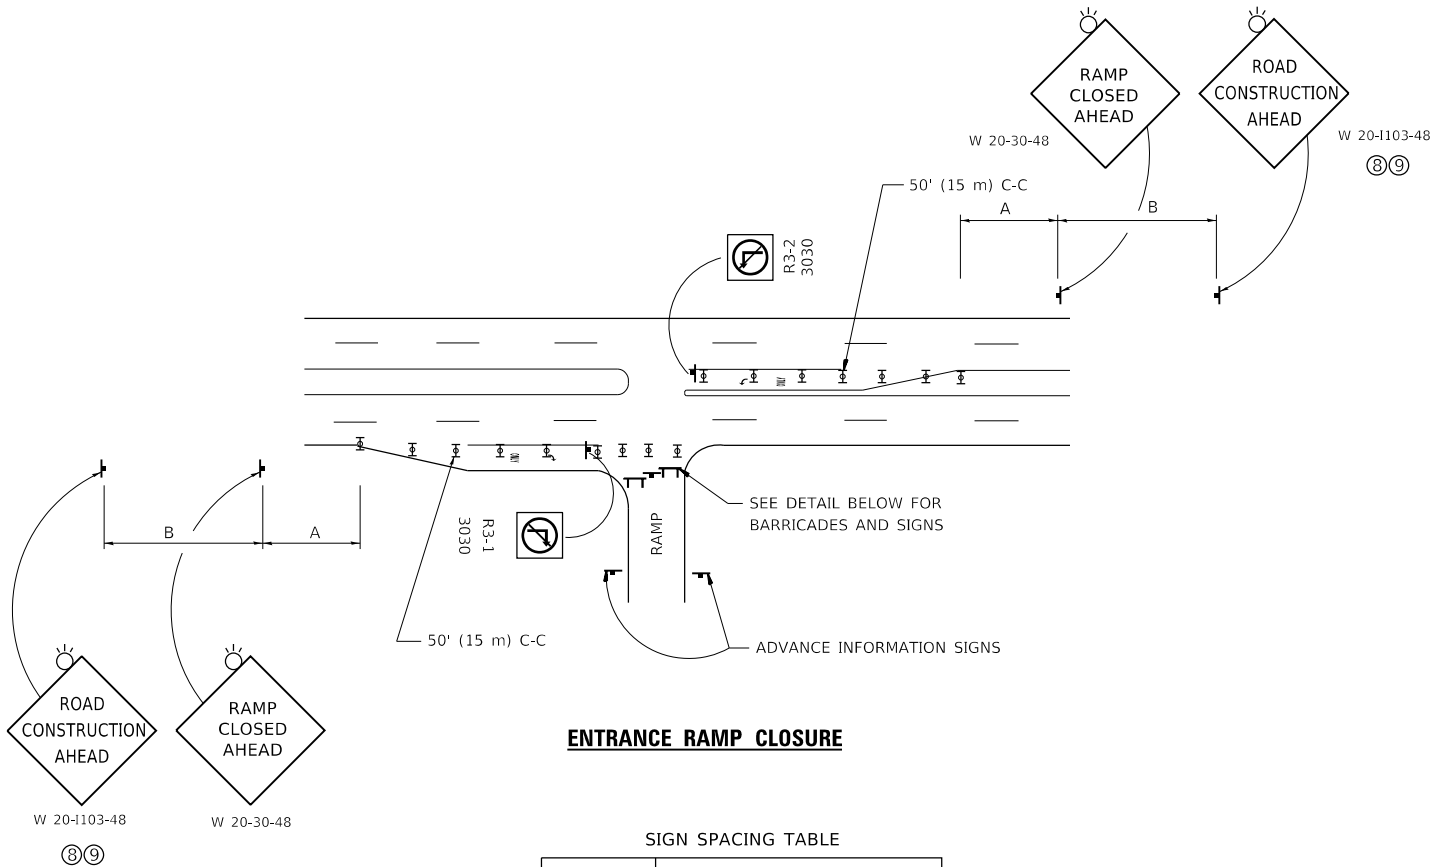 RAMP
CLOSED
AHEAD
ROAD
CONSTRUCTION
AHEAD
W 20-30-48
W 20-I103-48
⑧⑨
50' (15 m) C-C
A
B
R3-2
3030
ONLY
ONLY
SEE DETAIL BELOW FOR
BARRICADES AND SIGNS
R3-1
3030
RAMP
B
A
50' (15 m) C-C
ADVANCE INFORMATION SIGNS
ROAD
CONSTRUCTION
AHEAD
RAMP
CLOSED
AHEAD
W 20-I103-48
W 20-30-48
⑧⑨
ENTRANCE RAMP CLOSURE
SIGN SPACING TABLE